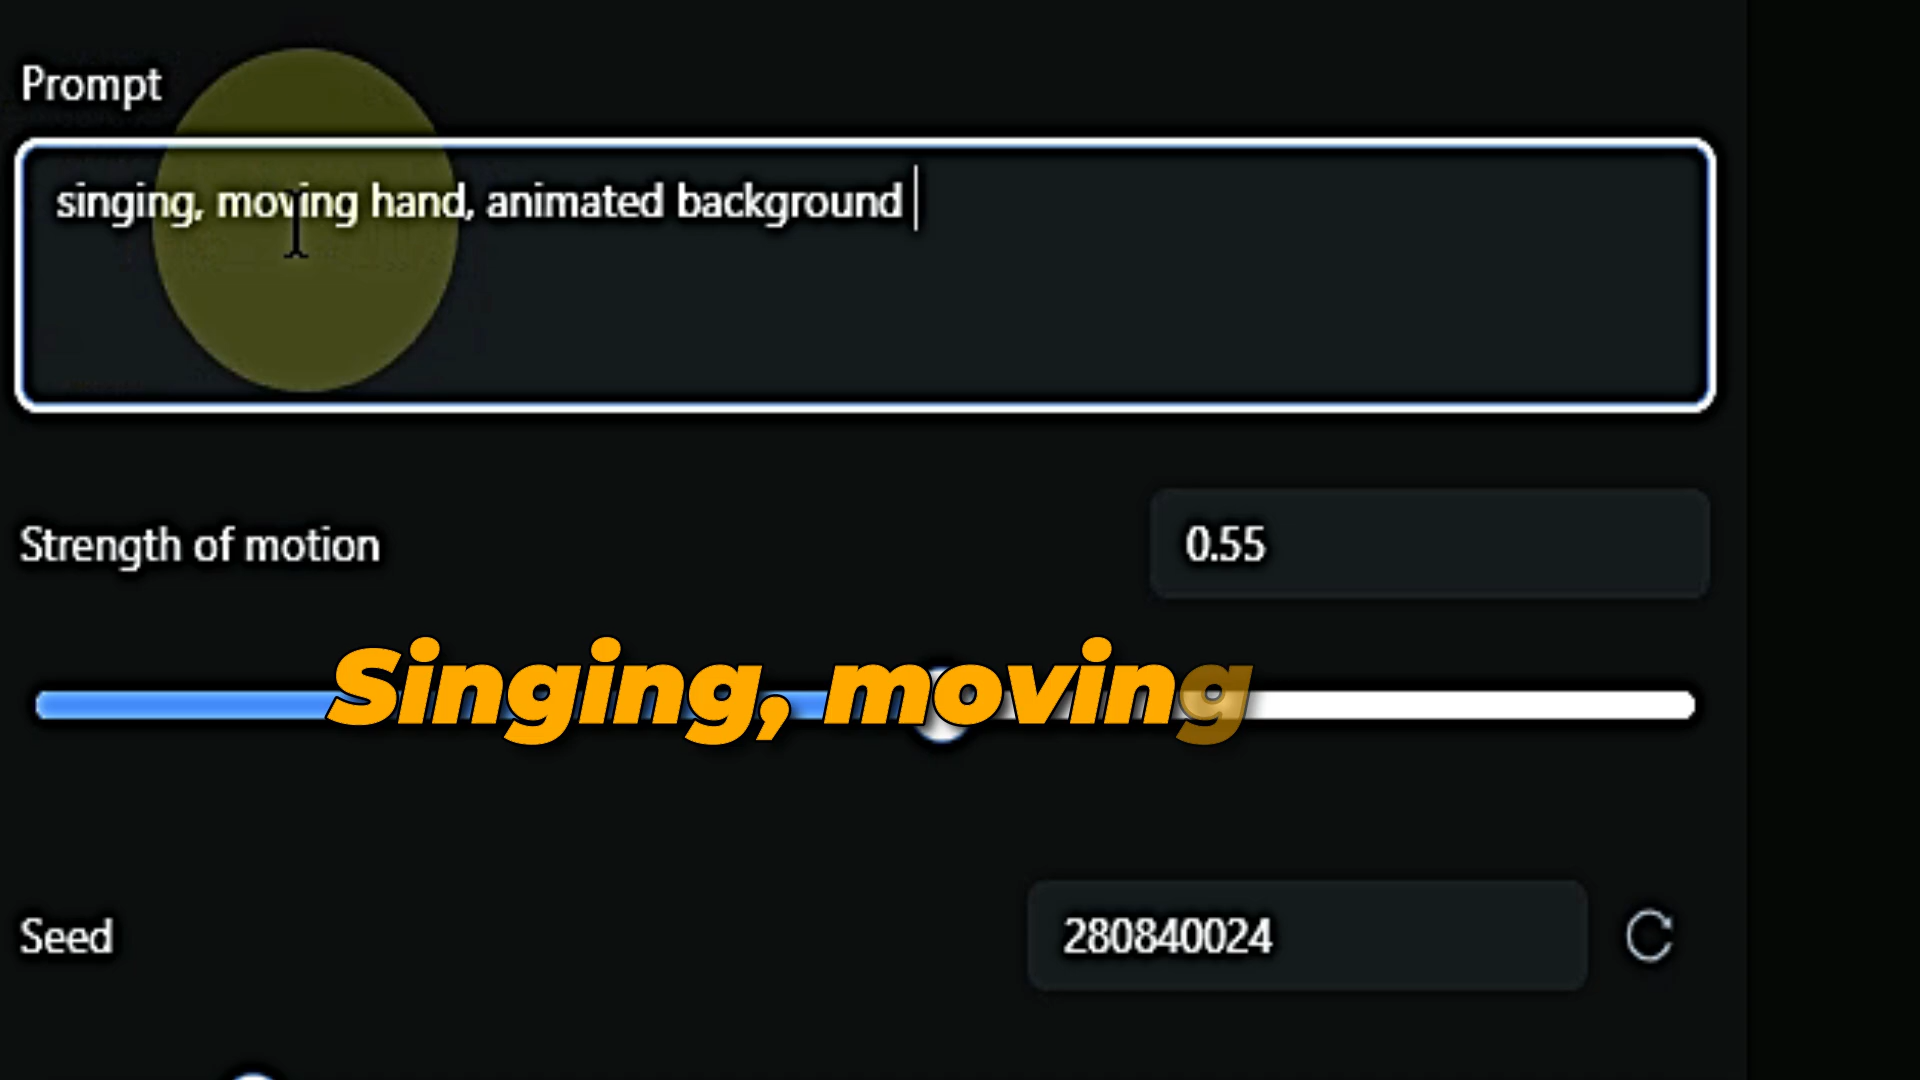 Prompt
singing, moving hand, animated background
Strength of motion
0.55
Singing, moving
Seed
280840024